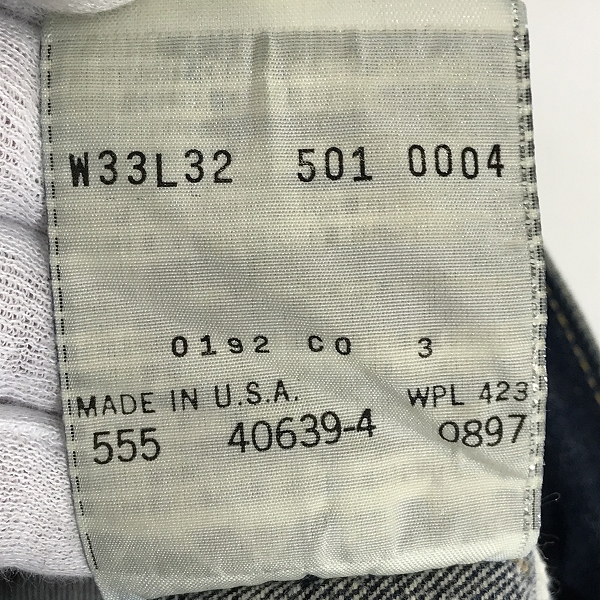 W33L32 501 0004
0192 CO 3
MADE IN U.S.A. WPL 423
555 40639-4 0897